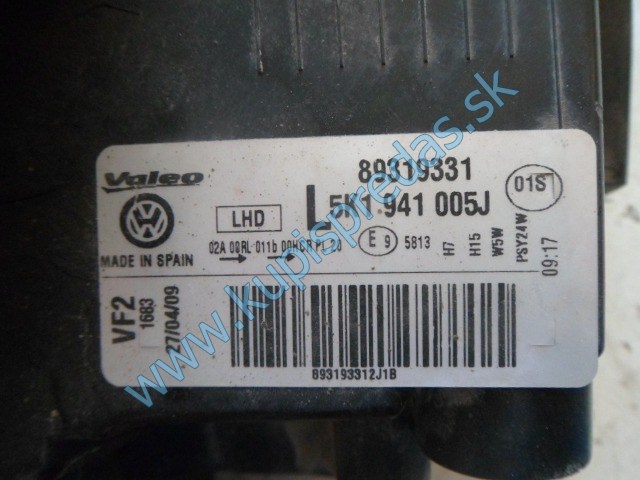 Valeo
89319331
LHD
L 5K1 941 005J
01S
02A 00RL 011b 00HCR PL 20
E 9 5813
H7
H15
W5W
PSY24W
09:17
MADE IN SPAIN
VF2
1683
27/04/09
893193312J1B
www.kupispredas.sk